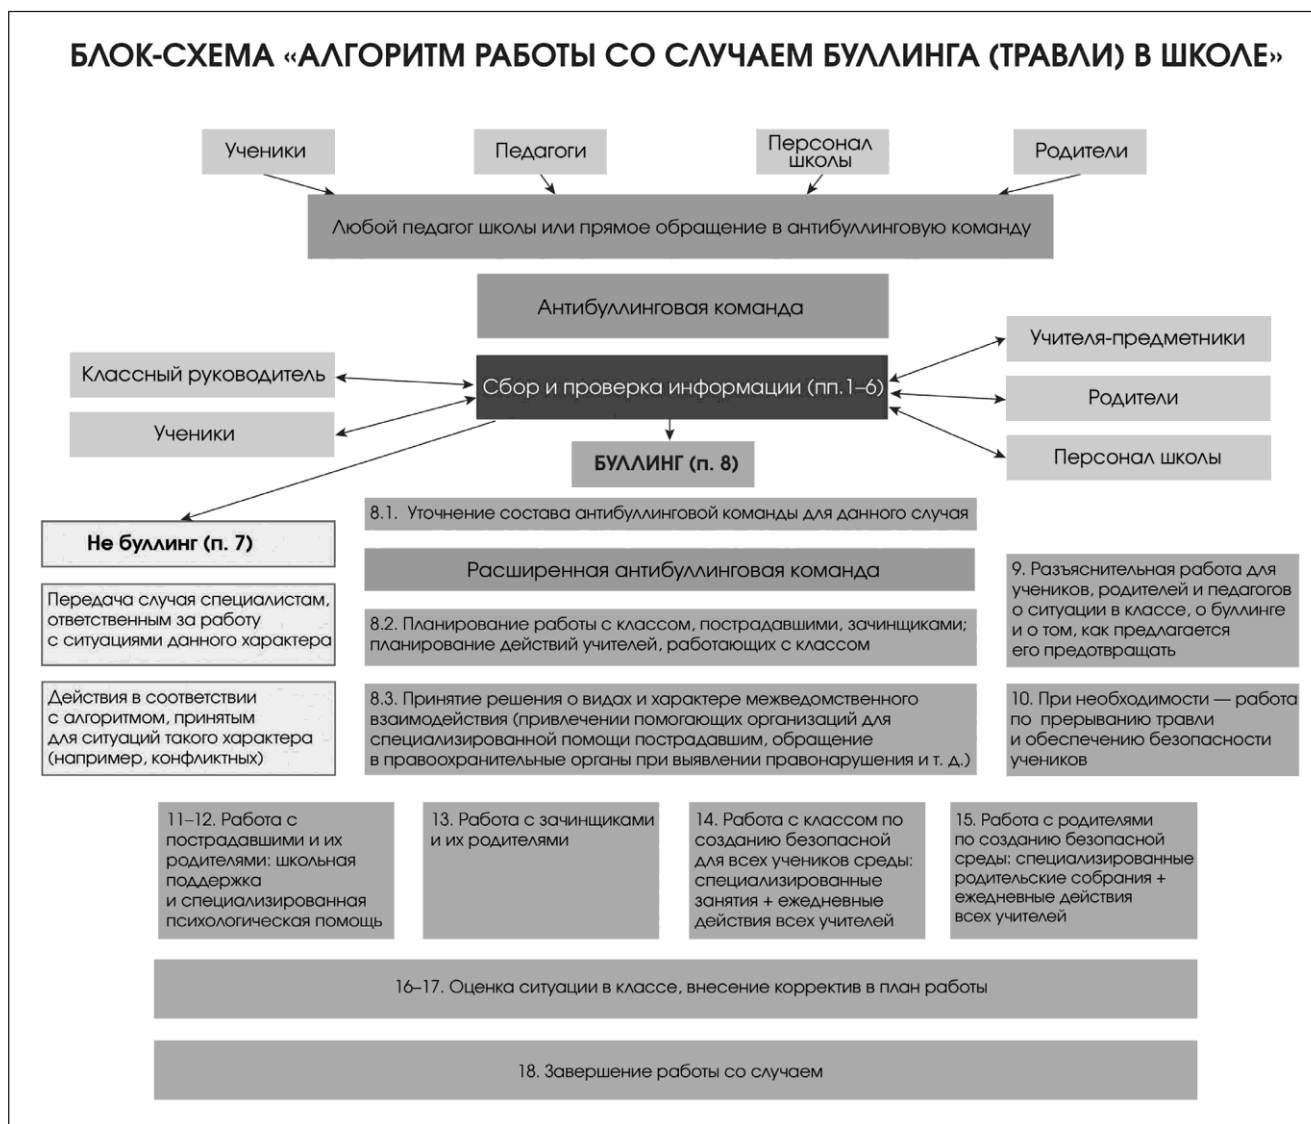 БЛОК-СХЕМА «АЛГОРИТМ РАБОТЫ СО СЛУЧАЕМ БУЛЛИНГА (ТРАВЛИ) В ШКОЛЕ»
Ученики
Педагоги
Персонал
школы
Родители
Любой педагог школы или прямое обращение в антибуллинговую команду
Антибуллинговая команда
Классный руководитель
Ученики
Сбор и проверка информации (пп.1–6)
Учителя-предметники
Родители
Персонал школы
БУЛЛИНГ (п. 8)
Не буллинг (п. 7)
Передача случая специалистам,
ответственным за работу
с ситуациями данного характера
Действия в соответствии
с алгоритмом, принятым
для ситуаций такого характера
(например, конфликтных)
8.1. Уточнение состава антибуллинговой команды для данного случая
Расширенная антибуллинговая команда
8.2. Планирование работы с классом, пострадавшими, зачинщиками;
планирование действий учителей, работающих с классом
8.3. Принятие решения о видах и характере межведомственного
взаимодействия (привлечении помогающих организаций для
специализированной помощи пострадавшим, обращение
в правоохранительные органы при выявлении правонарушения и т. д.)
9. Разъяснительная работа для
учеников, родителей и педагогов
о ситуации в классе, о буллинге
и о том, как предлагается
его предотвращать
10. При необходимости — работа
по прерыванию травли
и обеспечению безопасности
учеников
11–12. Работа с
пострадавшими и их
родителями: школьная
поддержка
и специализированная
психологическая помощь
13. Работа с зачинщиками
и их родителями
14. Работа с классом по
созданию безопасной
для всех учеников среды:
специализированные
занятия + ежедневные
действия всех учителей
15. Работа с родителями
по созданию безопасной
среды: специализированные
родительские собрания +
ежедневные действия
всех учителей
16–17. Оценка ситуации в классе, внесение корректив в план работы
18. Завершение работы со случаем